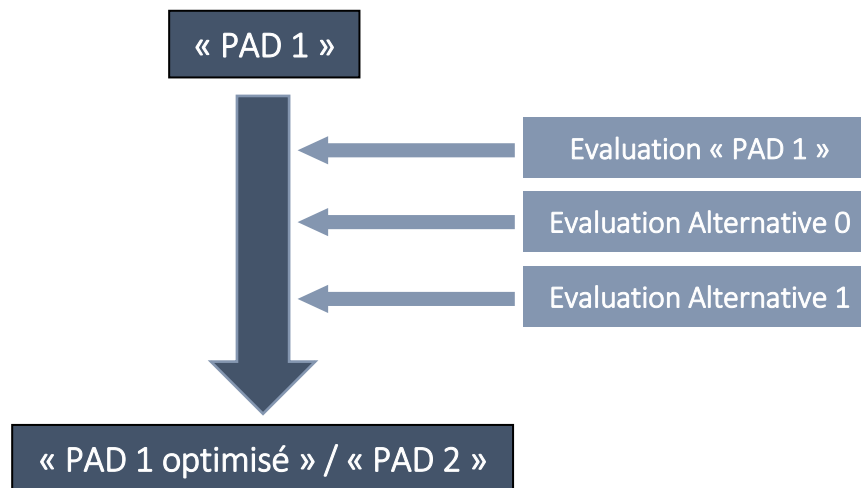 « PAD 1 »
Evaluation « PAD 1 »
Evaluation Alternative 0
Evaluation Alternative 1
« PAD 1 optimisé » / « PAD 2 »